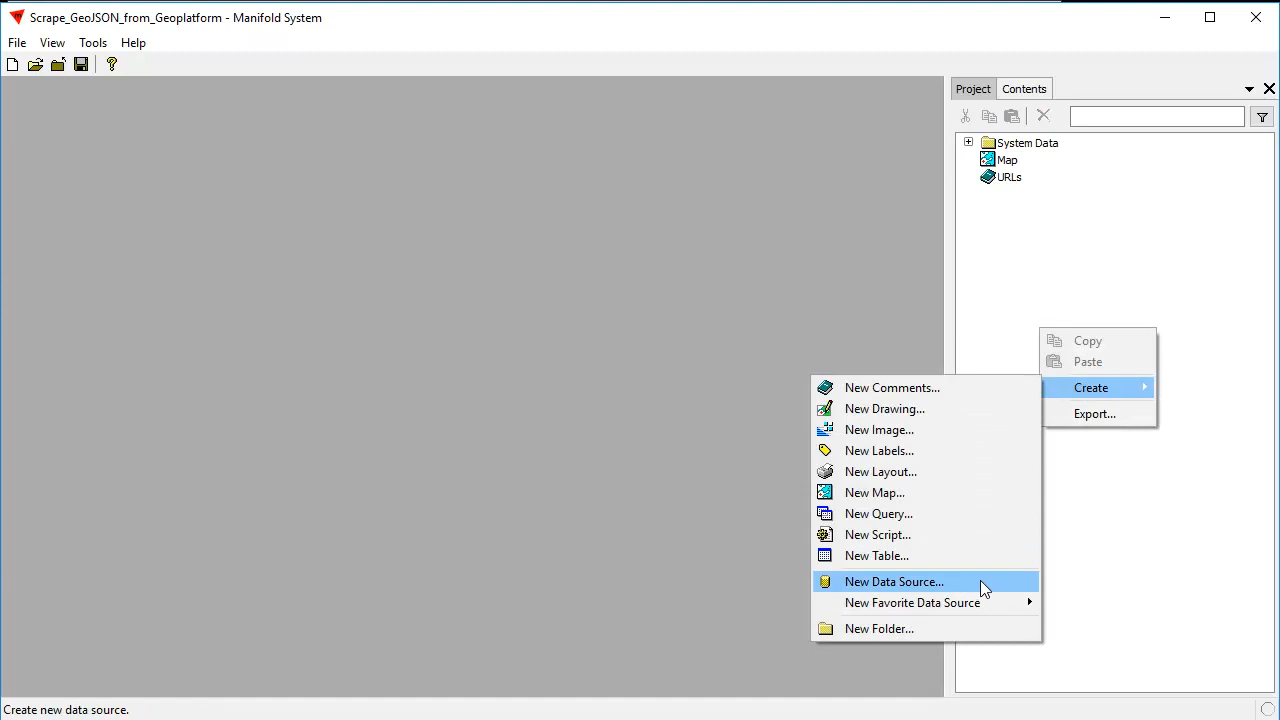 Scrape_GeoJSON_from_Geoplatform - Manifold System
File View Tools Help
Project Contents
System Data
Map
URLs
Copy
Paste
Create
Export...
New Comments...
New Drawing...
New Image...
New Labels...
New Layout...
New Map...
New Query...
New Script...
New Table...
New Data Source...
New Favorite Data Source
New Folder...
Create new data source.